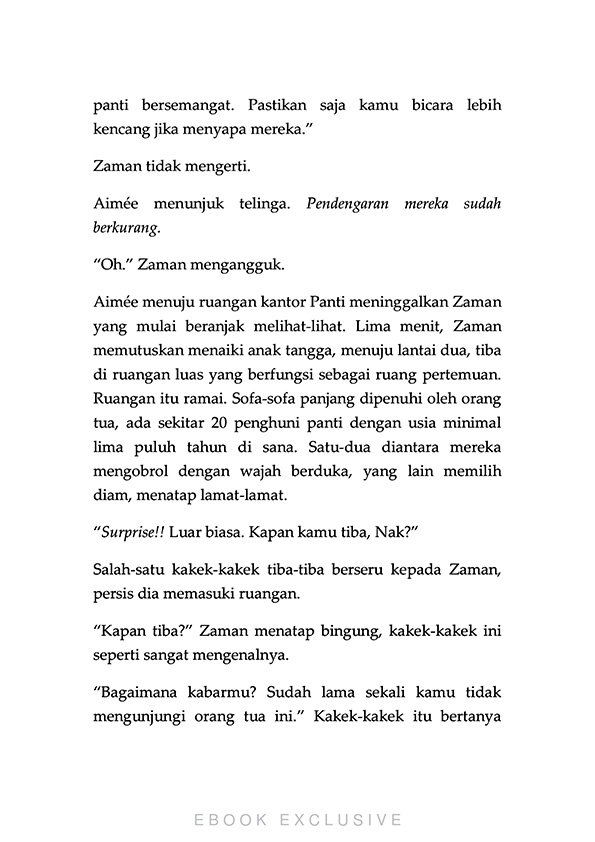 panti bersemangat. Pastikan saja kamu bicara lebih
kencang jika menyapa mereka.”
Zaman tidak mengerti.
Aimée menunjuk telinga. Pendengaran mereka sudah
berkurang.
“Oh.” Zaman mengangguk.
Aimée menuju ruangan kantor Panti meninggalkan Zaman
yang mulai beranjak melihat-lihat. Lima menit, Zaman
memutuskan menaiki anak tangga, menuju lantai dua, tiba
di ruangan luas yang berfungsi sebagai ruang pertemuan.
Ruangan itu ramai. Sofa-sofa panjang dipenuhi oleh orang
tua, ada sekitar 20 penghuni panti dengan usia minimal
lima puluh tahun di sana. Satu-dua diantara mereka
mengobrol dengan wajah berduka, yang lain memilih
diam, menatap lamat-lamat.
“Surprise!! Luar biasa. Kapan kamu tiba, Nak?”
Salah-satu kakek-kakek tiba-tiba berseru kepada Zaman,
persis dia memasuki ruangan.
“Kapan tiba?” Zaman menatap bingung, kakek-kakek ini
seperti sangat mengenalnya.
“Bagaimana kabarmu? Sudah lama sekali kamu tidak
mengunjungi orang tua ini.” Kakek-kakek itu bertanya
EBOOK EXCLUSIVE